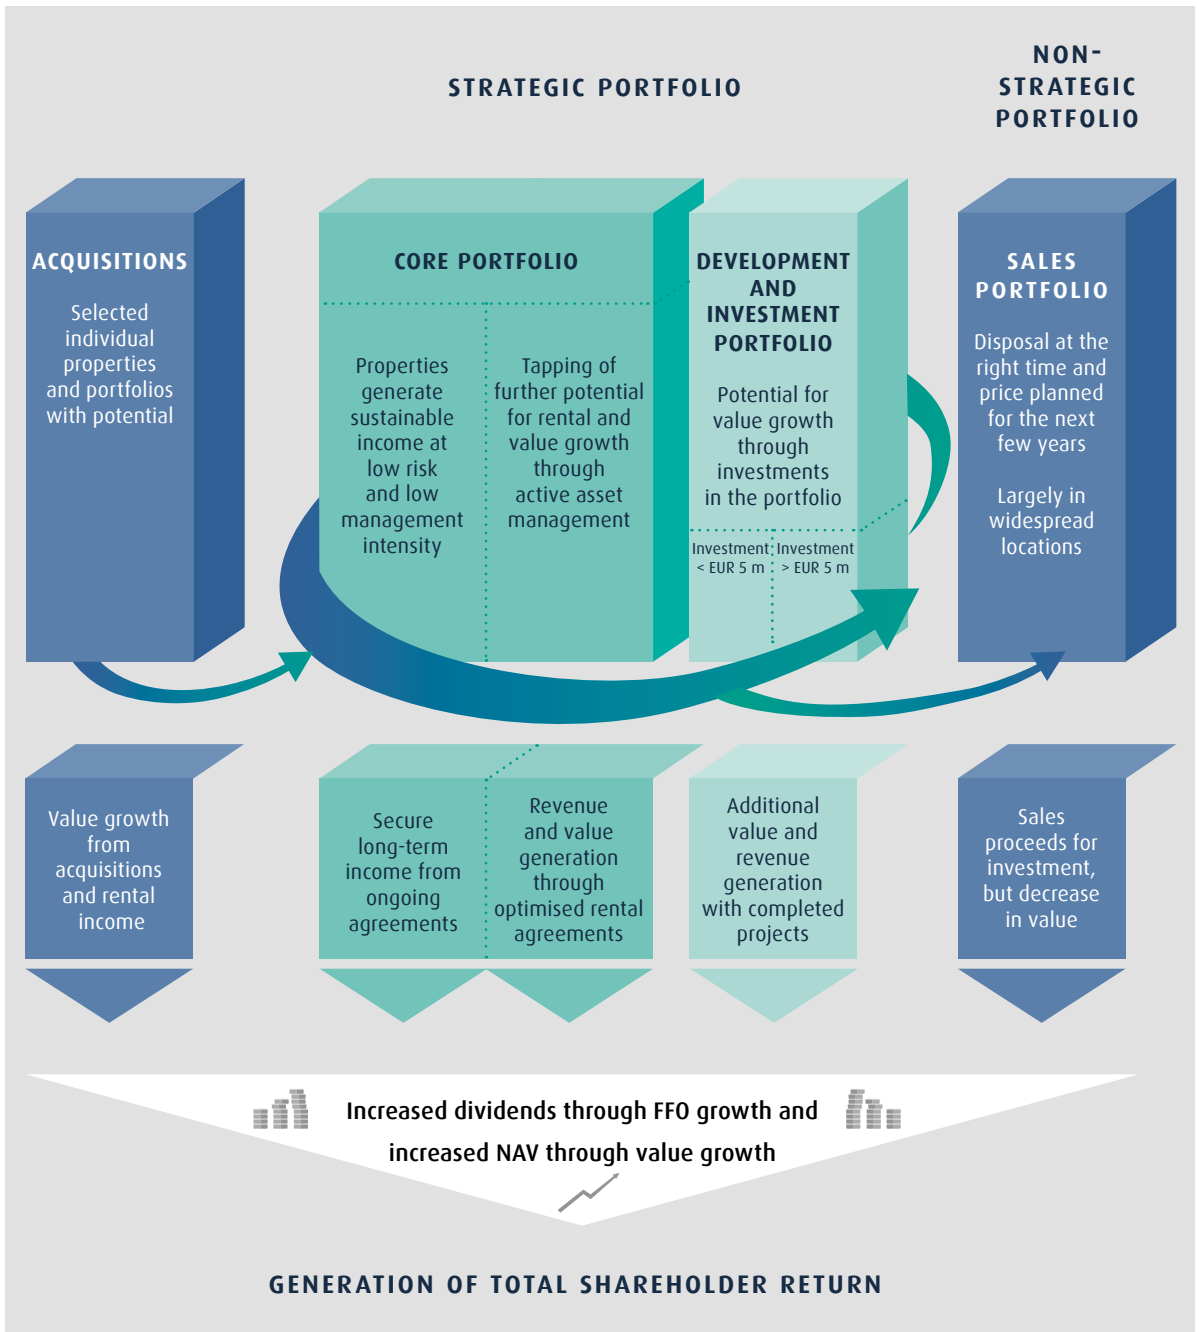 STRATEGIC PORTFOLIO
NON-
STRATEGIC
PORTFOLIO
ACQUISITIONS
Selected
individual
properties
and portfolios
with potential
CORE PORTFOLIO
Properties
generate
sustainable
income at
low risk
and low
management
intensity
Tapping of
further potential
for rental and
value growth
through
active asset
management
DEVELOPMENT
AND
INVESTMENT
PORTFOLIO
Potential for
value growth
through
investments
in the portfolio
Investment
< EUR 5 m
Investment
> EUR 5 m
SALES
PORTFOLIO
Disposal at the
right time and
price planned
for the next
few years
Largely in
widespread
locations
Value growth
from
acquisitions
and rental
income
Secure
long-term
income from
ongoing
agreements
Revenue
and value
generation
through
optimised rental
agreements
Additional
value and
revenue
generation
with completed
projects
Sales
proceeds for
investment,
but decrease
in value
Increased dividends through FFO growth and
increased NAV through value growth
GENERATION OF TOTAL SHAREHOLDER RETURN